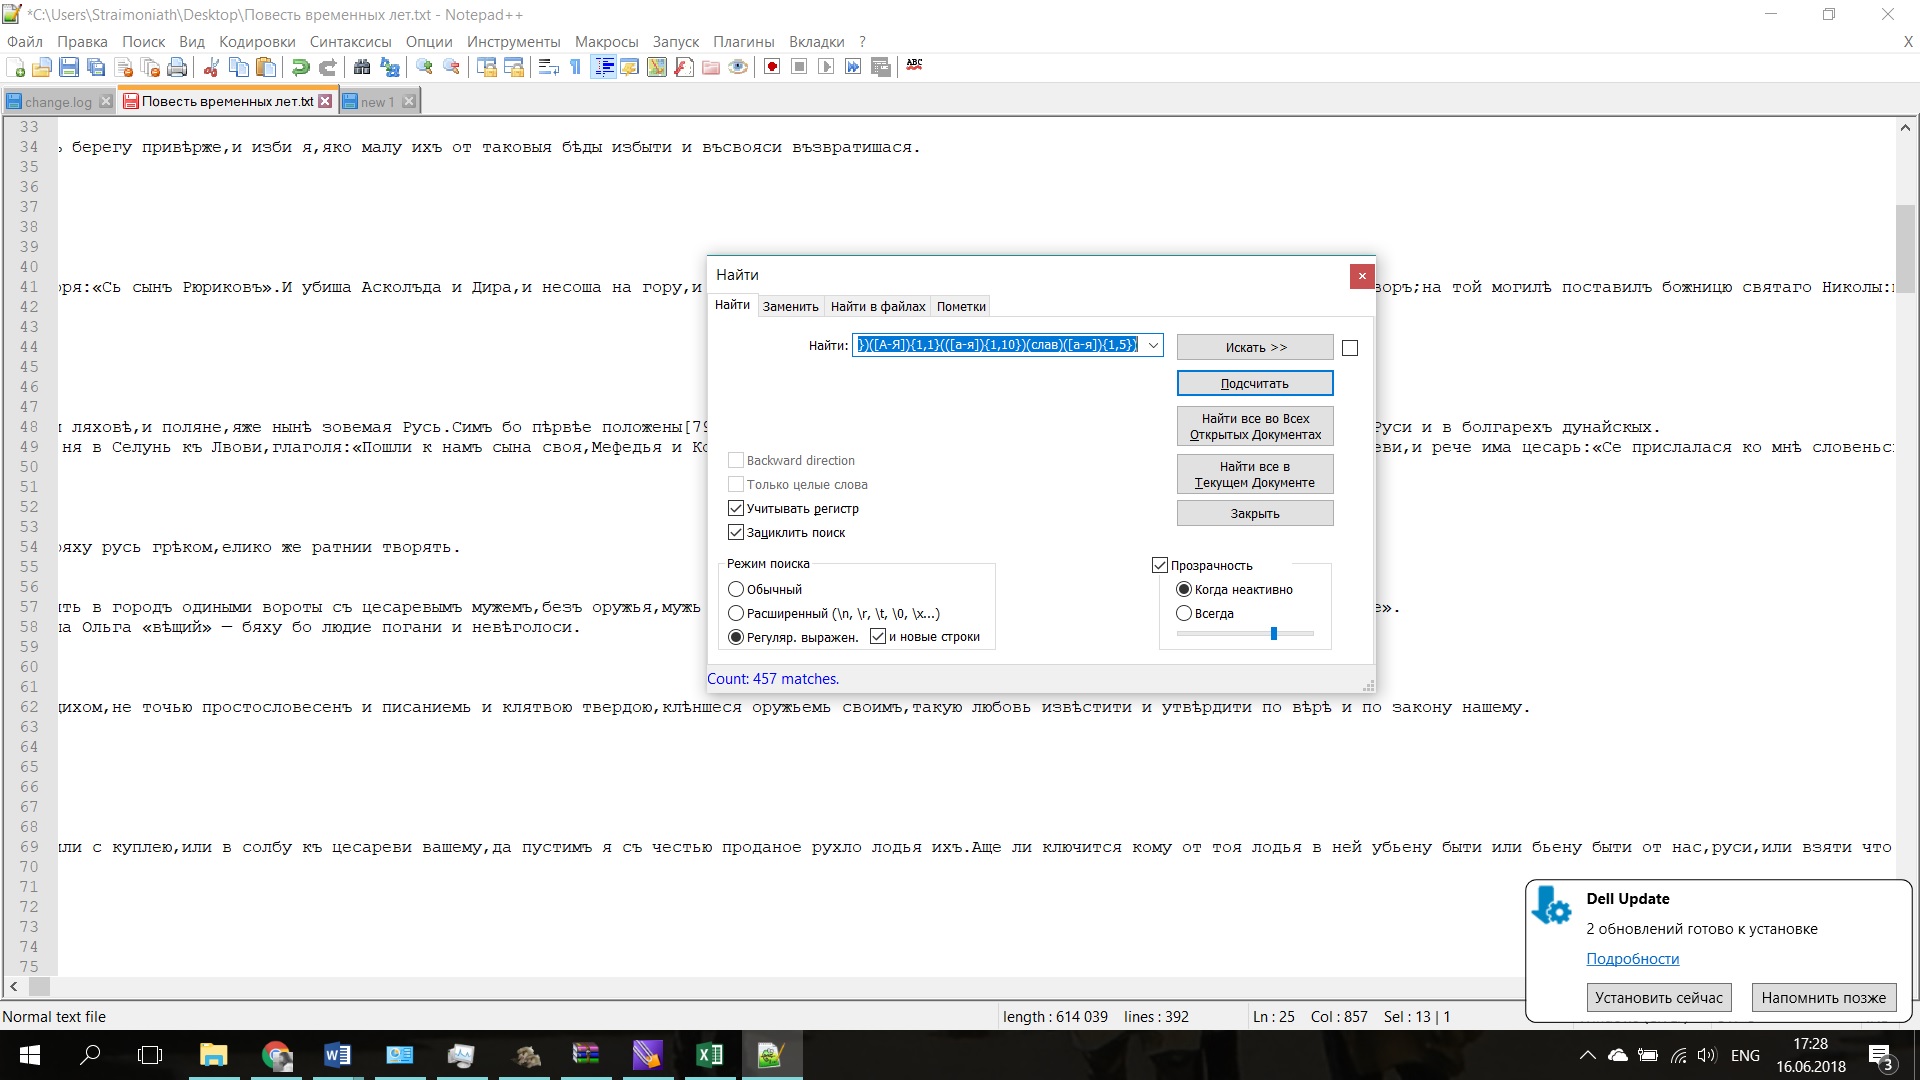 *C:\Users\Straimoniath\Desktop\Повесть временных лет.txt - Notepad++
Файл Правка Поиск Вид Кодировки Синтаксисы Опции Инструменты Макросы Запуск Плагины Вкладки ? X
ABC
change.log Повесть временных лет.txt new 1
33
34 ь берегу привѣрже,и изби я,яко малу ихъ от таковыя бѣды избыти и въсвояси възвратишася.
35
36
37
38
39
40
41 оря:«Сь сынъ Рюриковъ».И убиша Асколъда и Дира,и несоша на гору,и воръ;на той могилѣ поставилъ божницю святаго Николы:
42
43
44
45
46
47
48 и ляховѣ,и поляне,яже нынѣ зовемая Русь.Симъ бо пѣрвѣе положены[79 Руси и в болгарехъ дунайскых.
49 ня в Селунь къ Лвови,глаголя:«Пошли к намъ сына своя,Мефедья и Ко еви,и рече има цесарь:«Се прислалася ко мнѣ словеньс
50
51
52
53
54 ряху русь грѣком,елико же ратнии творять.
55
56
57 ить в городъ одиными вороты съ цесаревымъ мужемъ,безъ оружья,мужь е».
58 ша Ольга «вѣщий» — бяху бо людие погани и невѣголоси.
59
60
61
62 дихом,не точью простословесенъ и писаниемь и клятвою твердою,клѣншеся оружьемь своимъ,такую любовь извѣстити и утвѣрдити по вѣрѣ и по закону нашему.
63
64
65
66
67
68
69 или с куплею,или в солбу къ цесареви вашему,да пустимъ я съ честью проданое рухло лодья ихъ.Аще ли ключится кому от тоя лодья в ней убьену быти или бьену быти от нас,руси,или взяти что
70
71
72
73
74
75
Найти
Найти Заменить Найти в файлах Пометки
Найти: })([А-Я]){1,1}(([а-я]){1,10})(слав)([а-я]){1,5})
Искать >>
Подсчитать
Найти все во Всех
Открытых Документах
Найти все в
Текущем Документе
Закрыть
Backward direction
Только целые слова
Учитывать регистр
Зациклить поиск
Режим поиска
Обычный
Расширенный (\n, \r, \t, \0, \x...)
Регуляр. выражен. и новые строки
Прозрачность
Когда неактивно
Всегда
Count: 457 matches.
Dell Update
2 обновлений готово к установке
Подробности
Установить сейчас Напомнить позже
Normal text file length : 614 039 lines : 392 Ln : 25 Col : 857 Sel : 13 | 1
ENG 17:28
16.06.2018
3